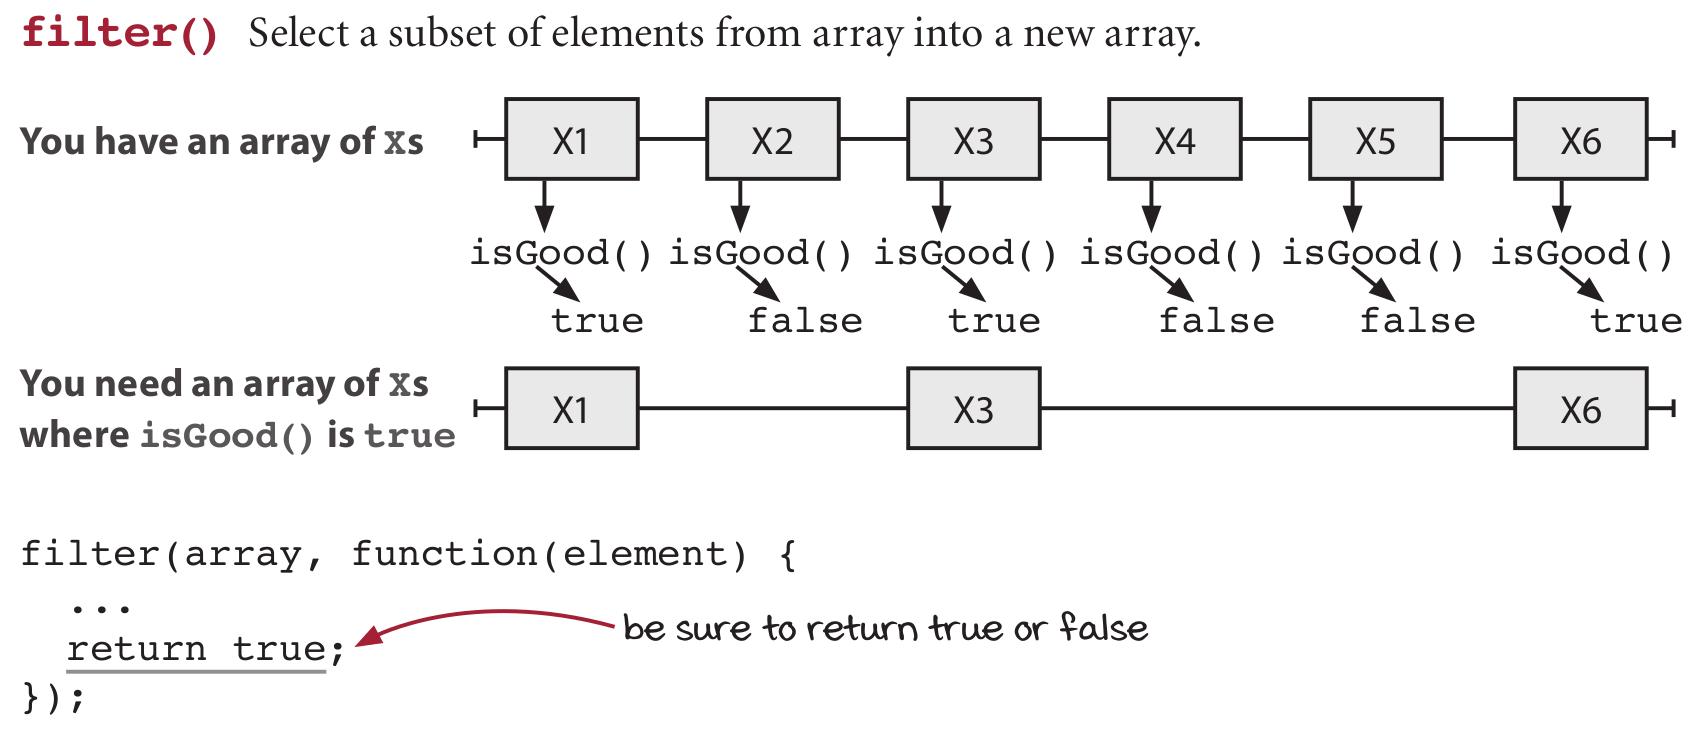 filter() Select a subset of elements from array into a new array.
You have an array of Xs
X1 X2 X3 X4 X5 X6
isGood() isGood() isGood() isGood() isGood() isGood()
true false true false false true
You need an array of Xs
where isGood() is true
X1 X3 X6
filter(array, function(element) {
...
return true;
be sure to return true or false
});